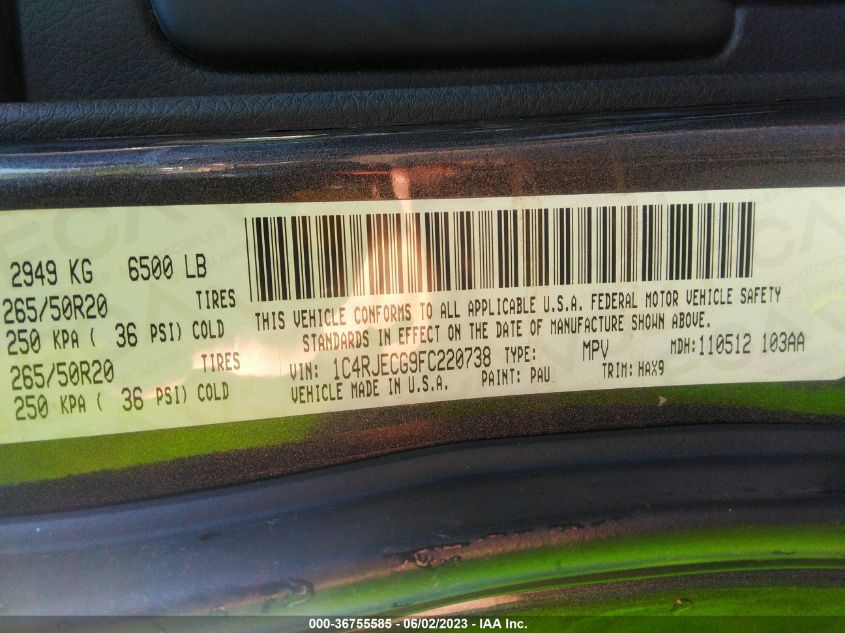 2949 KG 6500 LB
265/50R20 TIRES
250 KPA ( 36 PSI) COLD
265/50R20 TIRES
250 KPA ( 36 PSI) COLD
THIS VEHICLE CONFORMS TO ALL APPLICABLE U.S.A. FEDERAL MOTOR VEHICLE SAFETY
STANDARDS IN EFFECT ON THE DATE OF MANUFACTURE SHOWN ABOVE.
VIN: 1C4RJECG9FC220738 TYPE: MPV MDH:110512 103AA
VEHICLE MADE IN U.S.A. PAINT: PAU TRIM: HAX9
000-36755585 - 06/02/2023 - IAA Inc.